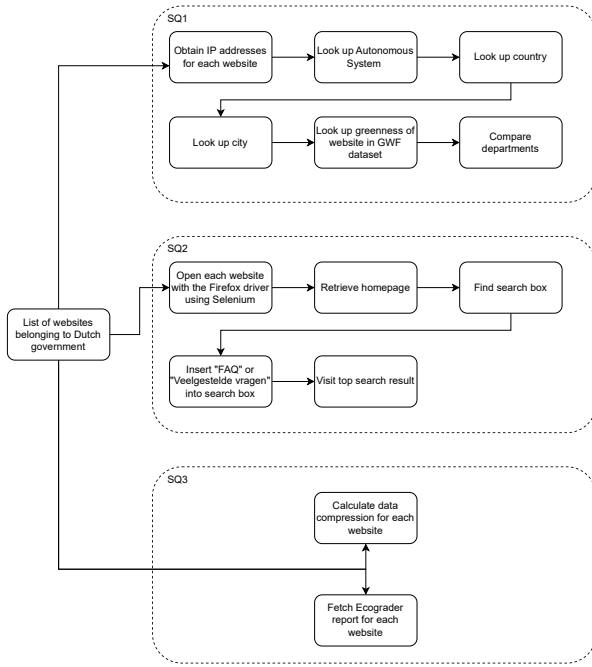 SQ1
Obtain IP addresses
for each website
Look up Autonomous
System
Look up country
Look up city
Look up greenness of
website in GWF
dataset
Compare
departments
SQ2
Open each website
with the Firefox driver
using Selenium
Retrieve homepage
Find search box
List of websites
belonging to Dutch
government
Insert "FAQ" or
"Veelgestelde vragen"
into search box
Visit top search result
SQ3
Calculate data
compression for each
website
Fetch Ecograder
report for each
website